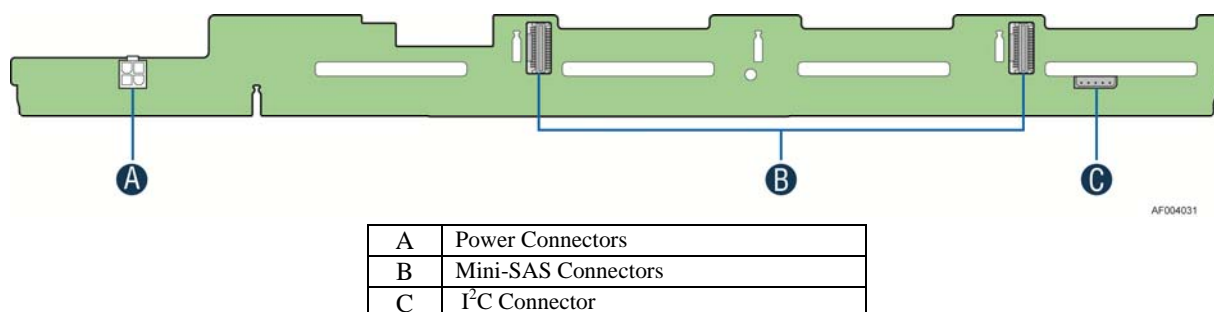 A
B
C
AF004031
A Power Connectors
B Mini-SAS Connectors
C I²C Connector